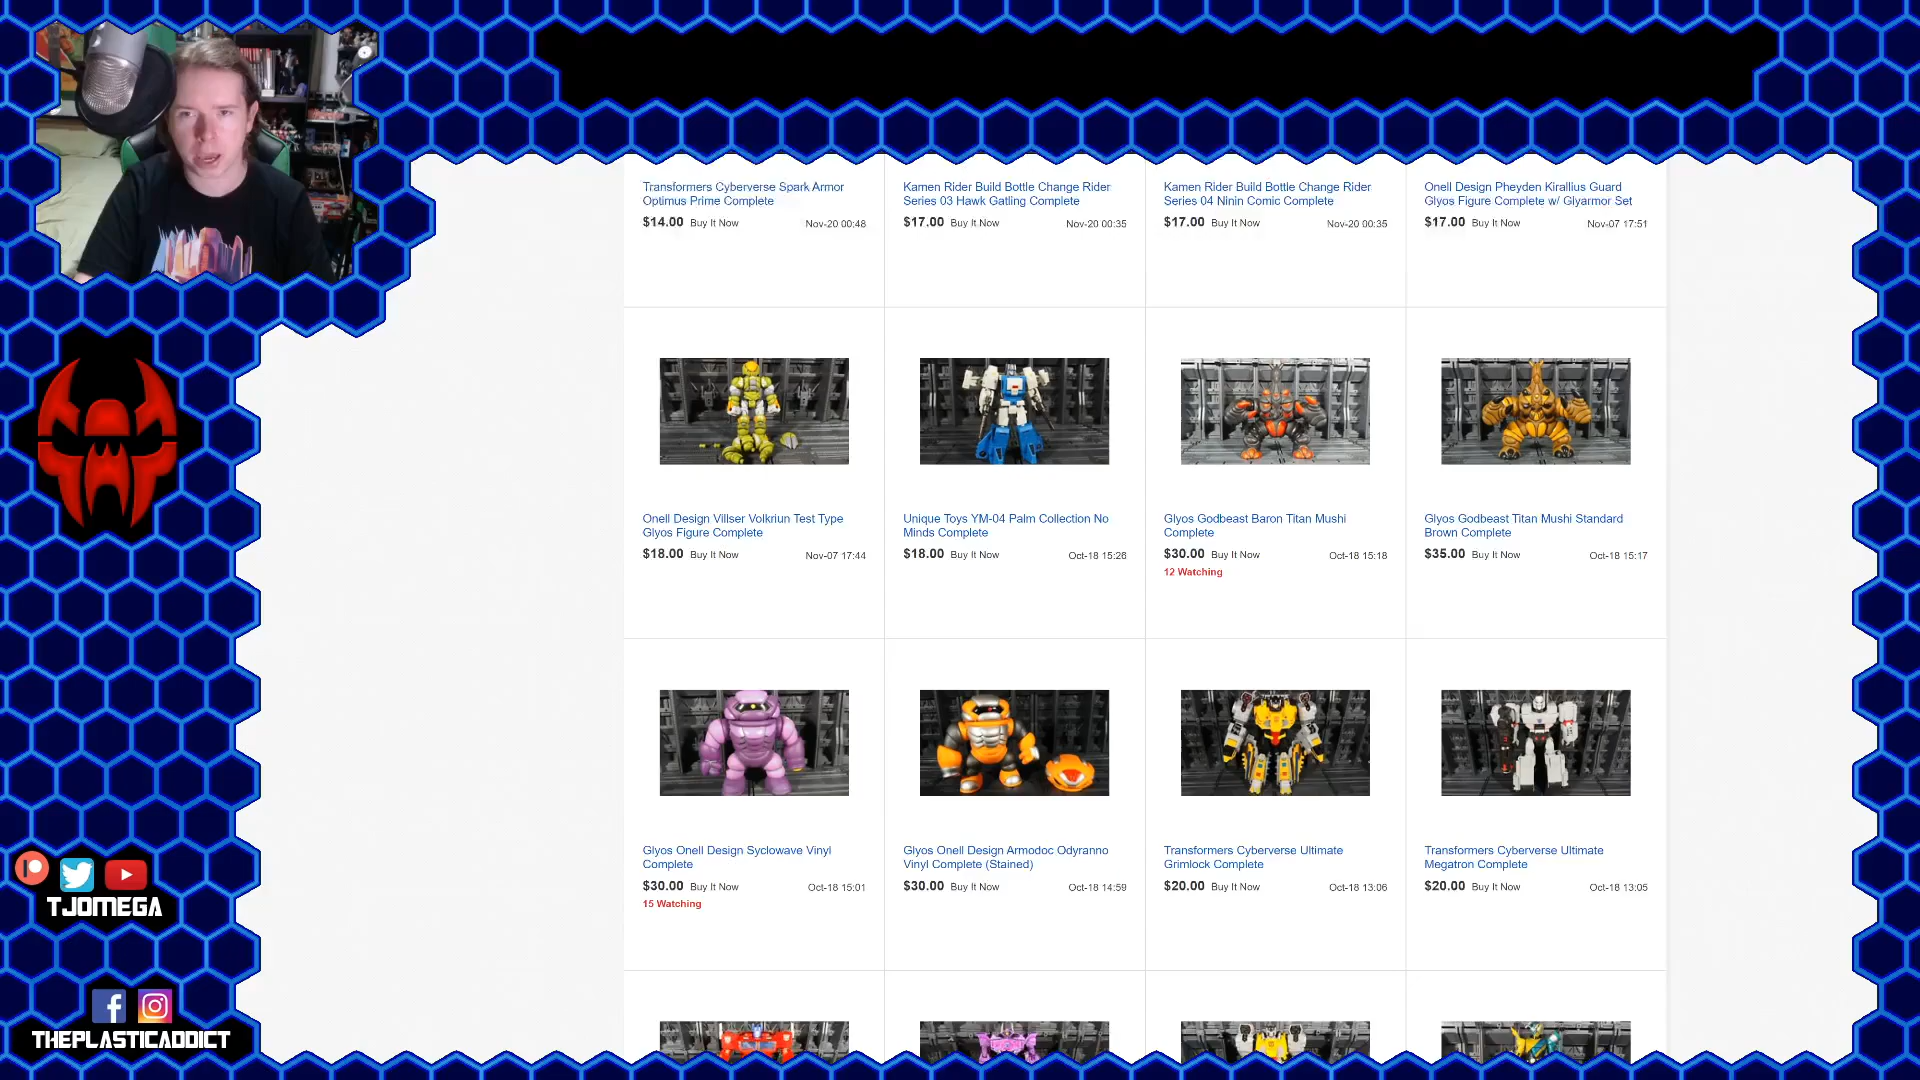 Transformers Cyberverse Spark Armor
Optimus Prime Complete
$14.00 Buy It Now Nov-20 00:48
Kamen Rider Build Bottle Change Rider
Series 03 Hawk Gatling Complete
$17.00 Buy It Now Nov-20 00:35
Kamen Rider Build Bottle Change Rider
Series 04 Ninin Comic Complete
$17.00 Buy It Now Nov-20 00:35
Onell Design Pheyden Kirallius Guard
Glyos Figure Complete w/ Glyarmor Set
$17.00 Buy It Now Nov-07 17:51
Onell Design Villser Volkriun Test Type
Glyos Figure Complete
$18.00 Buy It Now Nov-07 17:44
Unique Toys YM-04 Palm Collection No
Minds Complete
$18.00 Buy It Now Oct-18 15:26
Glyos Godbeast Baron Titan Mushi
Complete
$30.00 Buy It Now Oct-18 15:18
12 Watching
Glyos Godbeast Titan Mushi Standard
Brown Complete
$35.00 Buy It Now Oct-18 15:17
Glyos Onell Design Syclowave Vinyl
Complete
$30.00 Buy It Now Oct-18 15:01
15 Watching
Glyos Onell Design Armodoc Odyranno
Vinyl Complete (Stained)
$30.00 Buy It Now Oct-18 14:59
Transformers Cyberverse Ultimate
Grimlock Complete
$20.00 Buy It Now Oct-18 13:06
Transformers Cyberverse Ultimate
Megatron Complete
$20.00 Buy It Now Oct-18 13:05
TJOMEGA
THEPLASTICADDICT